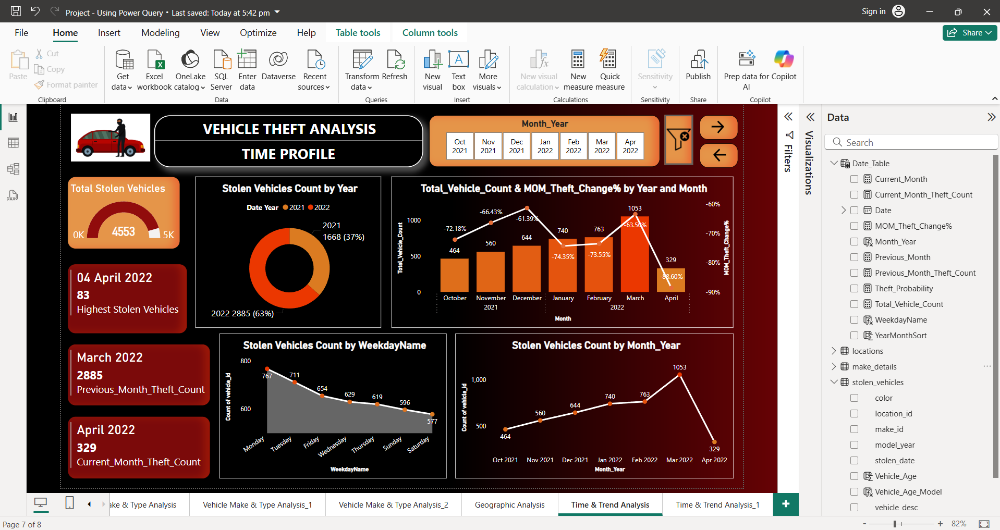 Project - Using Power Query • Last saved: Today at 5:42 pm
Sign in
File
Home
Insert
Modeling
View
Optimize
Help
Table tools
Column tools
Share
Paste
Cut
Copy
Format painter
Clipboard
Get data
Excel workbook
OneLake catalog
SQL Server
Enter data
Dataverse
Recent sources
Data
Transform data
Refresh
Queries
New visual
Text box
More visuals
Insert
New visual calculation
New measure
Quick measure
Calculations
Sensitivity
Sensitivity
Publish
Share
Prep data for AI
Copilot
Copilot
VEHICLE THEFT ANALYSIS
TIME PROFILE
Month_Year
Oct 2021
Nov 2021
Dec 2021
Jan 2022
Feb 2022
Mar 2022
Apr 2022
Total Stolen Vehicles
0K
4553
5K
04 April 2022
83
Highest Stolen Vehicles
March 2022
2885
Previous_Month_Theft_Count
April 2022
329
Current_Month_Theft_Count
Stolen Vehicles Count by Year
Date Year 2021 2022
2021
1668 (37%)
2022 2885 (63%)
Total_Vehicle_Count & MOM_Theft_Change% by Year and Month
Total_Vehicle_Count
1000
500
0
-72.18%
-66.43%
-61.39%
-74.35%
-73.55%
-63.50%
-88.60%
464
560
644
740
763
1053
329
-60%
-70%
-80%
-90%
MOM_Theft_Change%
October November December January February March April
2021 2022
Month
Stolen Vehicles Count by WeekdayName
Count of vehicle_id
800
600
767
711
654
629
619
596
577
Monday
Tuesday
Friday
Wednesday
Thursday
Sunday
Saturday
WeekdayName
Stolen Vehicles Count by Month_Year
Count of vehicle_id
1,000
500
464
560
644
740
763
1053
329
Oct 2021 Nov 2021 Dec 2021 Jan 2022 Feb 2022 Mar 2022 Apr 2022
Month_Year
Filters
Visualizations
Data
Search
Date_Table
Current_Month
Current_Month_Theft_Count
Date
MOM_Theft_Change%
Month_Year
Previous_Month
Previous_Month_Theft_Count
Theft_Probability
Total_Vehicle_Count
WeekdayName
YearMonthSort
locations
make_details
stolen_vehicles
color
location_id
make_id
model_year
stolen_date
Vehicle_Age
Vehicle_Age_Model
vehicle_desc
DAX
ake & Type Analysis
Vehicle Make & Type Analysis_1
Vehicle Make & Type Analysis_2
Geographic Analysis
Time & Trend Analysis
Time & Trend Analysis_1
Page 7 of 8
82%